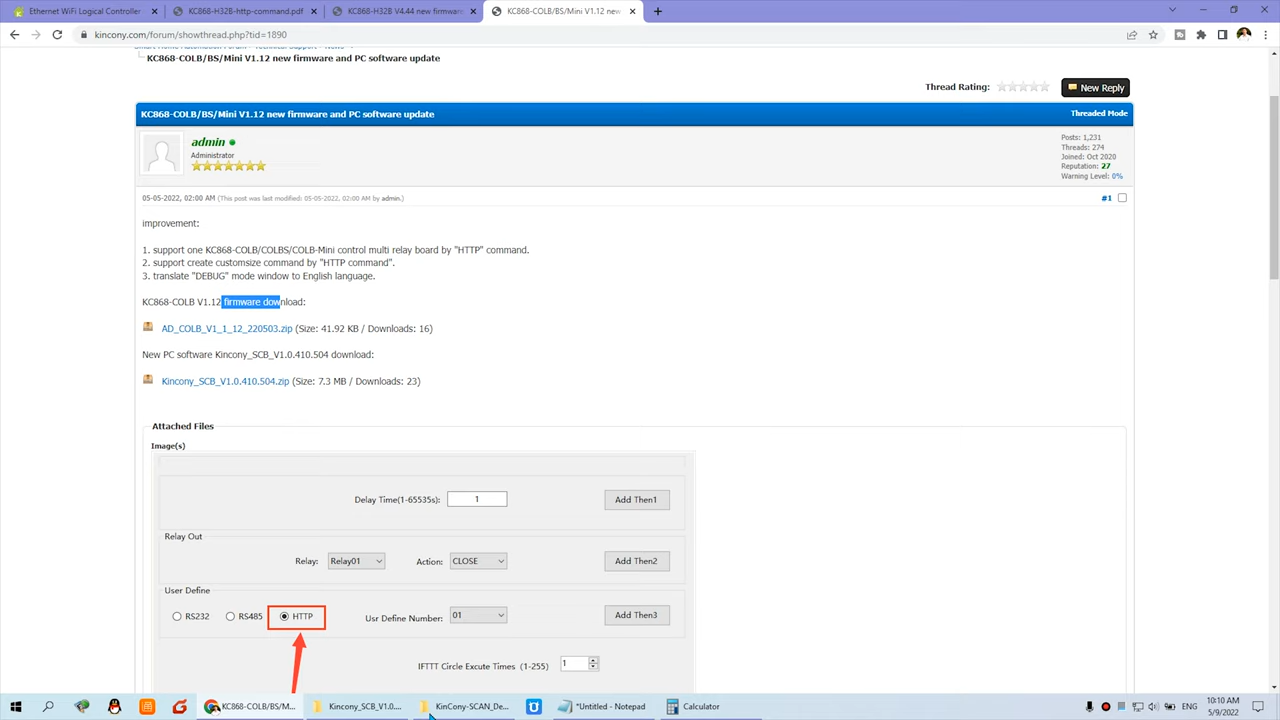 Ethernet WiFi Logical Controller
KC868-H32B-http-command.pdf
KC868-H32B V4.44 new firmware
KC868-COLB/BS/Mini V1.12 new
kincony.com/forum/showthread.php?tid=1890
KC868-COLB/BS/Mini V1.12 new firmware and PC software update
Thread Rating:
New Reply
KC868-COLB/BS/Mini V1.12 new firmware and PC software update
Threaded Mode
admin
Administrator
Posts: 1,231
Threads: 274
Joined: Oct 2020
Reputation: 27
Warning Level: 0%
05-05-2022, 02:00 AM (This post was last modified: 05-05-2022, 02:00 AM by admin.)
#1
improvement:
1. support one KC868-COLB/COLBS/COLB-Mini control multi relay board by "HTTP" command.
2. support create customsize command by "HTTP command".
3. translate "DEBUG" mode window to English language.
KC868-COLB V1.12 firmware download:
AD_COLB_V1_1_12_220503.zip (Size: 41.92 KB / Downloads: 16)
New PC software Kincony_SCB_V1.0.410.504 download:
Kincony_SCB_V1.0.410.504.zip (Size: 7.3 MB / Downloads: 23)
Attached Files
Image(s)
Delay Time(1-65535s): 1 Add Then1
Relay Out
Relay: Relay01 Action: CLOSE Add Then2
User Define
RS232 RS485 HTTP Usr Define Number: 01 Add Then3
IFTTT Circle Excute Times (1-255) 1
KC868-COLB/BS/M...
Kincony_SCB_V1.0....
KinCony-SCAN_De...
*Untitled - Notepad
Calculator
ENG
10:10 AM
5/9/2022